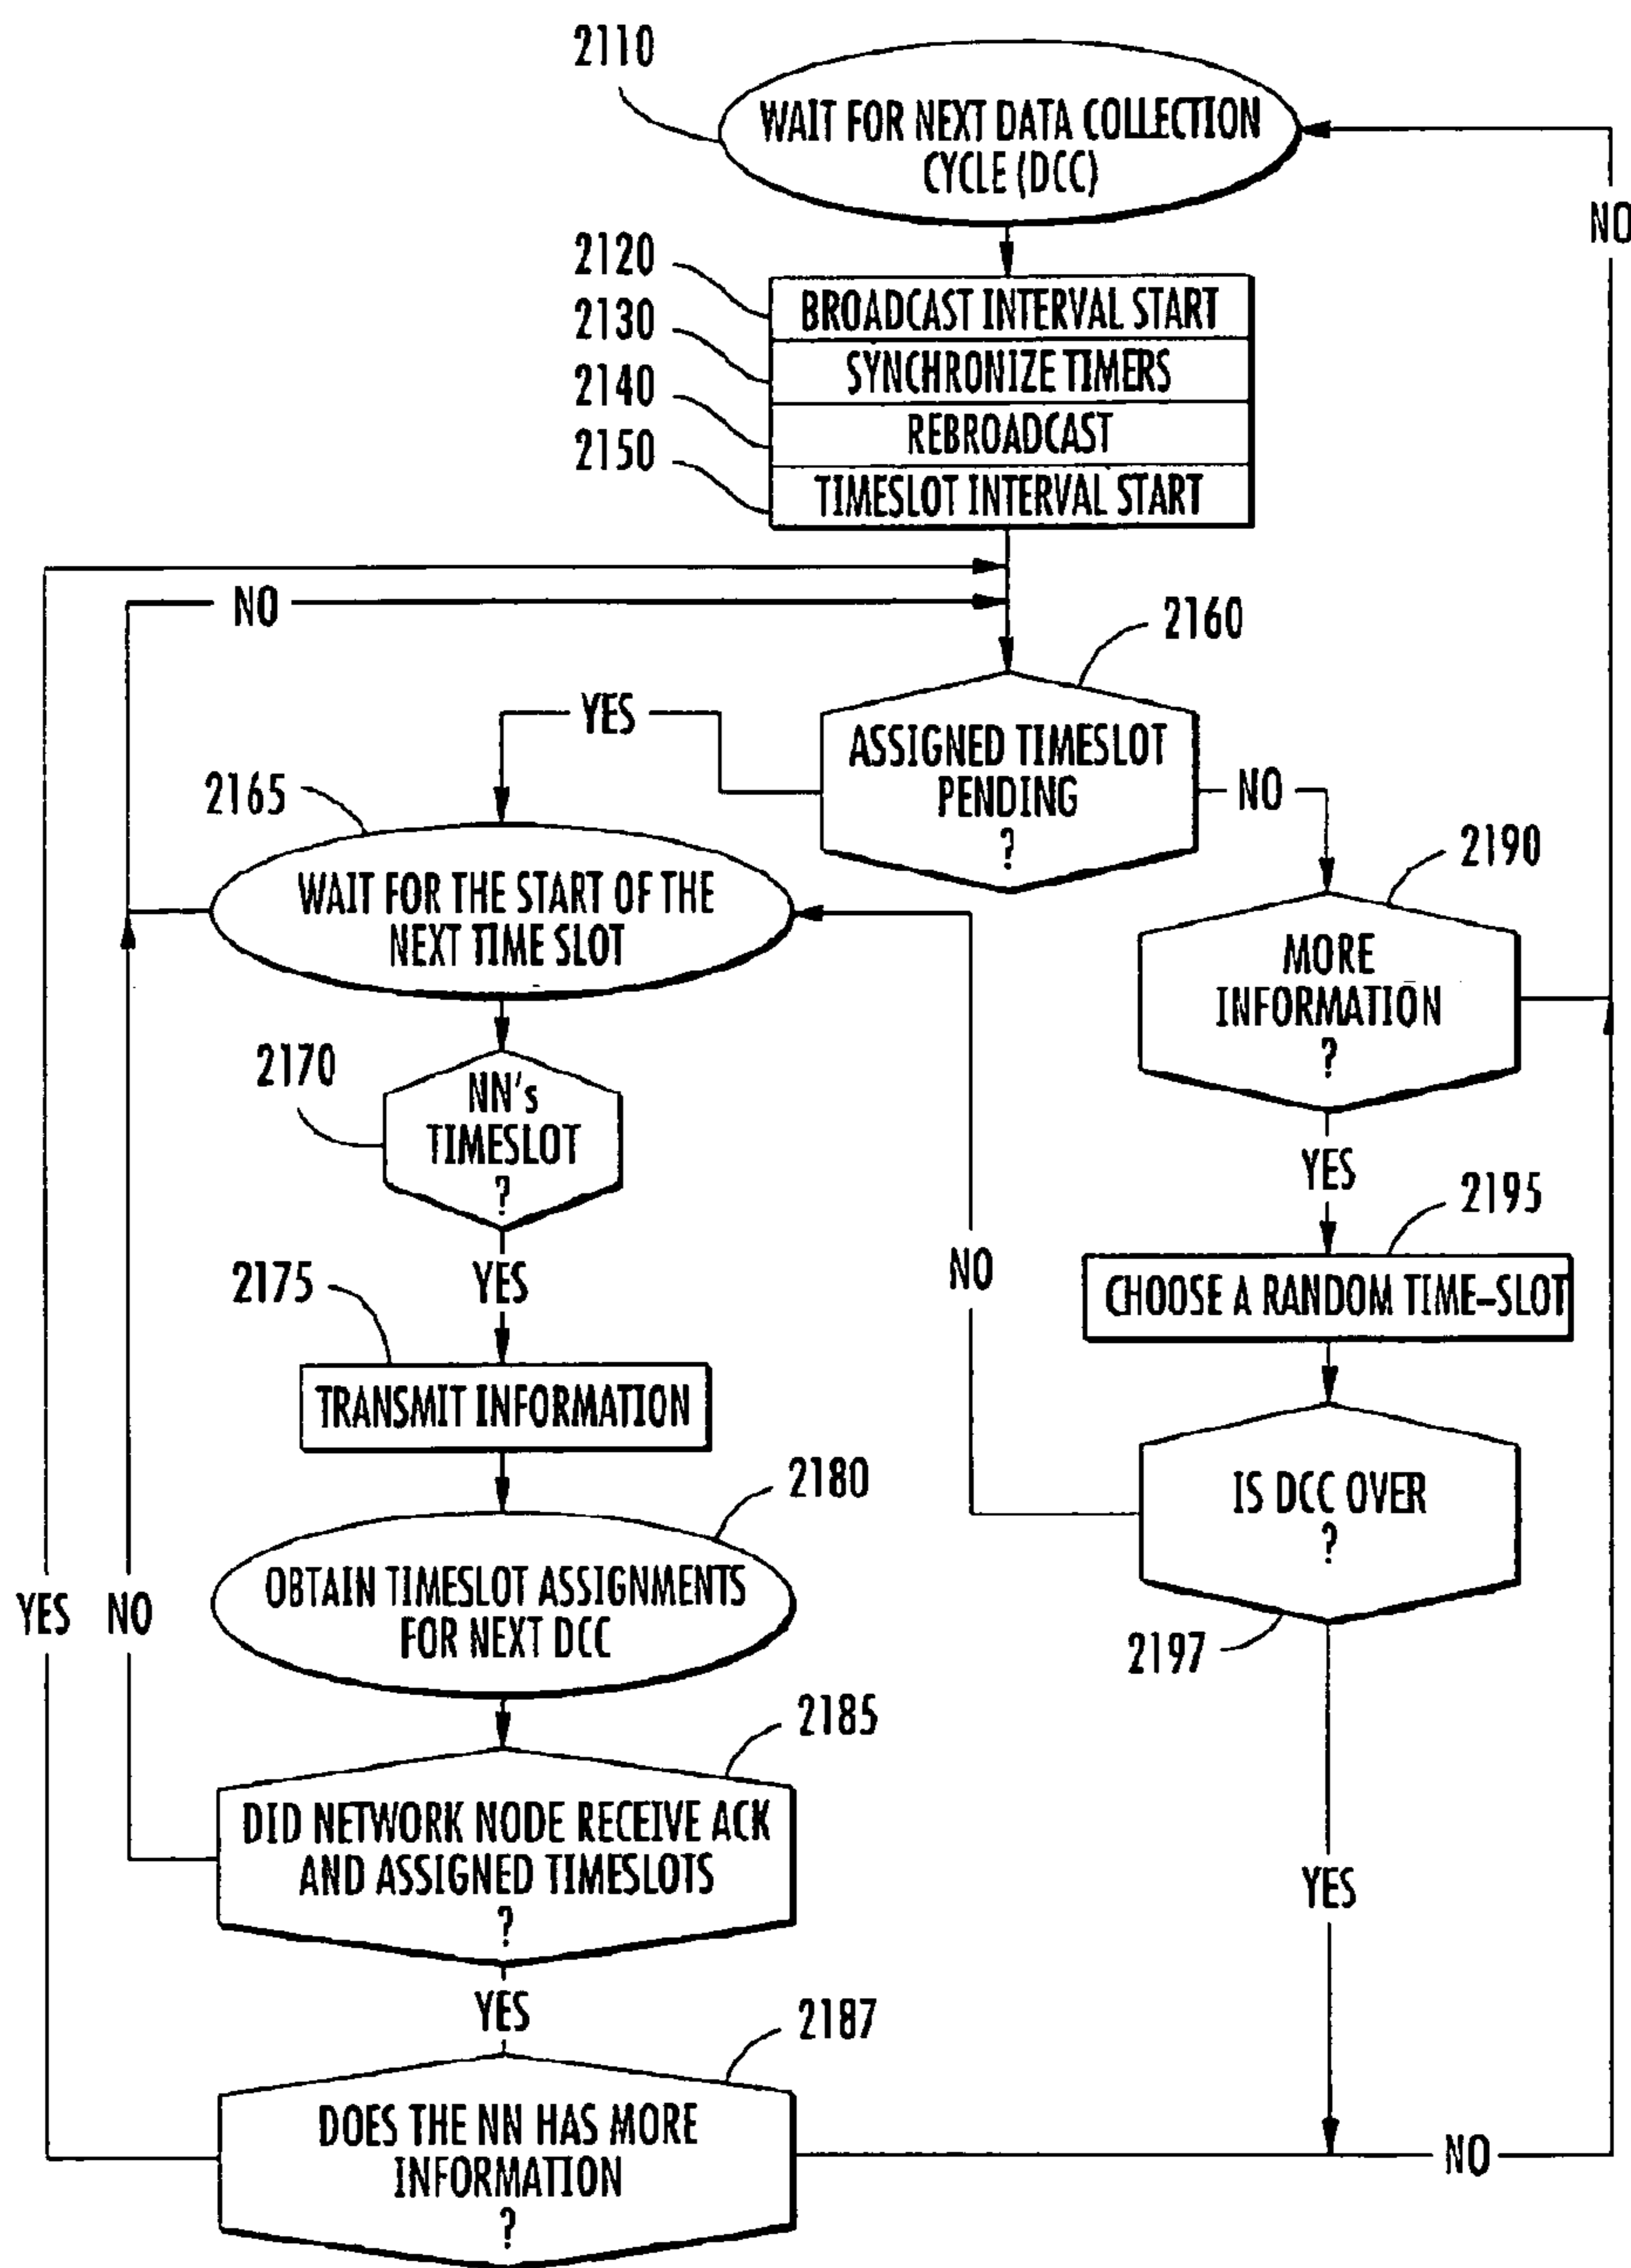 2110
WAIT FOR NEXT DATA COLLECTION
CYCLE (DCC)
NO
2120
BROADCAST INTERVAL START
2130
SYNCHRONIZE TIMERS
2140
REBROADCAST
2150
TIMESLOT INTERVAL START
NO
2160
YES
ASSIGNED TIMESLOT
PENDING
?
NO
2165
WAIT FOR THE START OF THE
NEXT TIME SLOT
2190
MORE
INFORMATION
?
2170
NN's
TIMESLOT
?
YES
2195
CHOOSE A RANDOM TIME-SLOT
NO
YES
2175
TRANSMIT INFORMATION
IS DCC OVER
?
2197
2180
OBTAIN TIMESLOT ASSIGNMENTS
FOR NEXT DCC
YES
NO
2185
DID NETWORK NODE RECEIVE ACK
AND ASSIGNED TIMESLOTS
?
YES
YES
2187
DOES THE NN HAS MORE
INFORMATION
?
NO